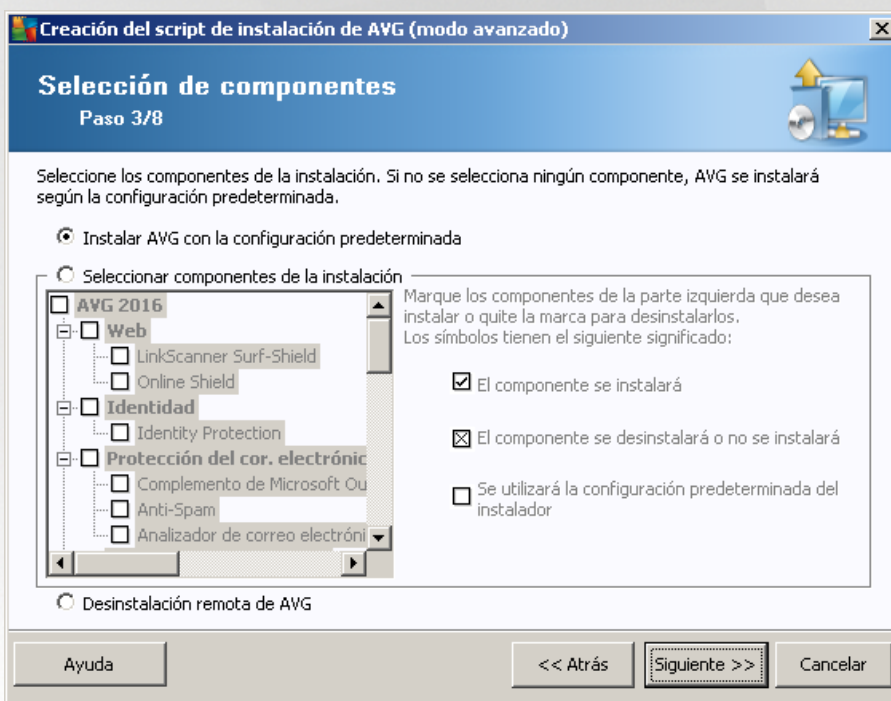 Creación del script de instalación de AVG (modo avanzado)
Selección de componentes
Paso 3/8
Seleccione los componentes de la instalación. Si no se selecciona ningún componente, AVG se instalará
según la configuración predeterminada.
Instalar AVG con la configuración predeterminada
Seleccionar componentes de la instalación
AVG 2016
Web
LinkScanner Surf-Shield
Online Shield
Identidad
Identity Protection
Protección del cor. electrónic
Complemento de Microsoft Ou
Anti-Spam
Analizador de correo electróni
Marque los componentes de la parte izquierda que desea
instalar o quite la marca para desinstalarlos.
Los símbolos tienen el siguiente significado:
El componente se instalará
El componente se desinstalará o no se instalará
Se utilizará la configuración predeterminada del
instalador
Desinstalación remota de AVG
Ayuda
<< Atrás
Siguiente >>
Cancelar